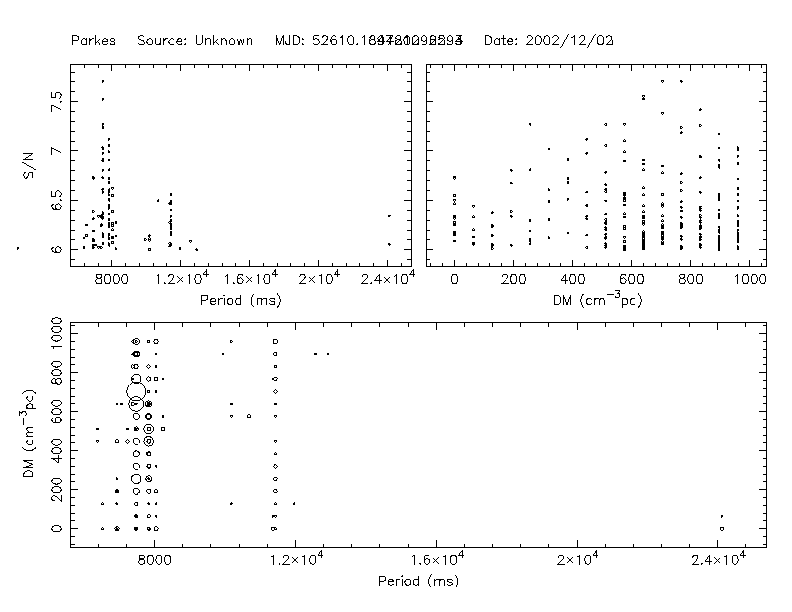 Parkes Source: Unknown MJD: Date: 2002/12/02
S/N
7.5
7
6.5
6
8000 1.2×10⁴ 1.6×10⁴ 2×10⁴ 2.4×10⁴
Period (ms)
0 200 400 600 800 1000
DM (cm⁻³pc)
DM (cm⁻³pc)
1000
800
600
400
200
0
8000 1.2×10⁴ 1.6×10⁴ 2×10⁴ 2.4×10⁴
Period (ms)